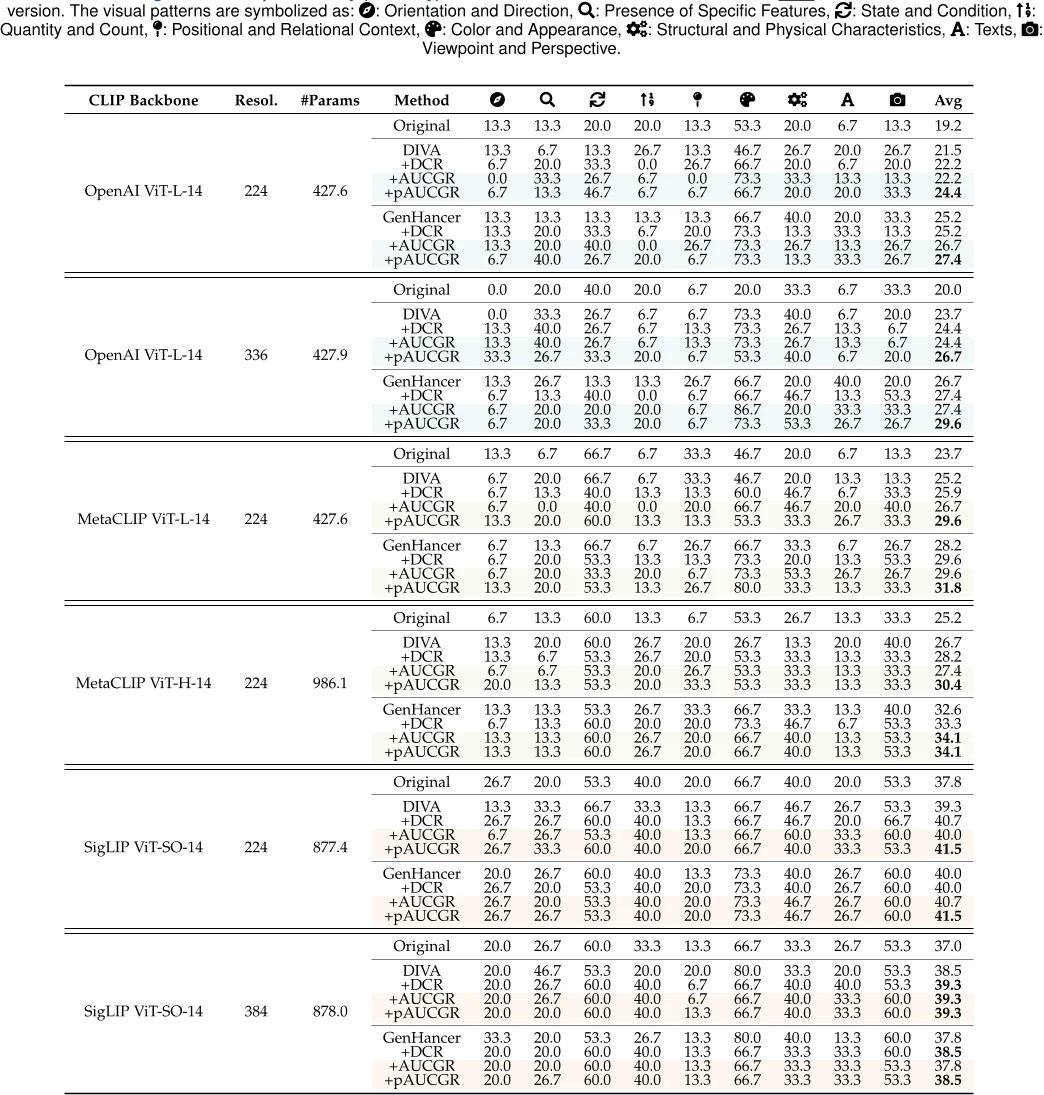 version. The visual patterns are symbolized as: : Orientation and Direction, : Presence of Specific Features, : State and Condition, :
Quantity and Count, : Positional and Relational Context, : Color and Appearance, : Structural and Physical Characteristics, A: Texts, :
Viewpoint and Perspective.
CLIP Backbone Resol. #Params Method A Avg
Original 13.3 13.3 20.0 20.0 13.3 53.3 20.0 6.7 13.3 19.2
DIVA 13.3 6.7 13.3 26.7 13.3 46.7 26.7 20.0 26.7 21.5
+DCR 6.7 20.0 33.3 0.0 26.7 66.7 20.0 6.7 20.0 22.2
+AUCGR 0.0 33.3 26.7 6.7 0.0 73.3 33.3 13.3 13.3 22.2
OpenAI ViT-L-14 224 427.6
+pAUCGR 6.7 13.3 46.7 6.7 6.7 66.7 20.0 20.0 33.3 24.4
GenHancer 13.3 13.3 13.3 13.3 13.3 66.7 40.0 20.0 33.3 25.2
+DCR 13.3 20.0 33.3 6.7 20.0 73.3 13.3 33.3 13.3 25.2
+AUCGR 13.3 20.0 40.0 0.0 26.7 73.3 26.7 13.3 26.7 26.7
+pAUCGR 6.7 40.0 26.7 20.0 6.7 73.3 13.3 33.3 26.7 27.4
Original 0.0 20.0 40.0 20.0 6.7 20.0 33.3 6.7 33.3 20.0
DIVA 0.0 33.3 26.7 6.7 6.7 73.3 40.0 6.7 20.0 23.7
+DCR 13.3 40.0 26.7 6.7 13.3 73.3 26.7 13.3 6.7 24.4
+AUCGR 13.3 40.0 26.7 6.7 13.3 73.3 26.7 13.3 6.7 24.4
OpenAI ViT-L-14 336 427.9
+pAUCGR 33.3 26.7 33.3 20.0 6.7 53.3 40.0 6.7 20.0 26.7
GenHancer 13.3 26.7 13.3 13.3 26.7 66.7 20.0 40.0 20.0 26.7
+DCR 6.7 13.3 40.0 0.0 6.7 66.7 46.7 13.3 53.3 27.4
+AUCGR 6.7 20.0 20.0 20.0 6.7 86.7 20.0 33.3 33.3 27.4
+pAUCGR 6.7 20.0 33.3 20.0 6.7 73.3 53.3 26.7 26.7 29.6
Original 13.3 6.7 66.7 6.7 33.3 46.7 20.0 6.7 13.3 23.7
DIVA 6.7 20.0 66.7 6.7 33.3 46.7 20.0 13.3 13.3 25.2
+DCR 6.7 13.3 40.0 13.3 13.3 60.0 46.7 6.7 33.3 25.9
+AUCGR 6.7 0.0 40.0 0.0 20.0 66.7 46.7 20.0 40.0 26.7
MetaCLIP ViT-L-14 224 427.6
+pAUCGR 13.3 20.0 60.0 13.3 13.3 53.3 33.3 26.7 33.3 29.6
GenHancer 6.7 13.3 66.7 6.7 26.7 66.7 33.3 6.7 26.7 28.2
+DCR 6.7 20.0 53.3 13.3 13.3 73.3 20.0 13.3 53.3 29.6
+AUCGR 6.7 20.0 33.3 20.0 6.7 73.3 53.3 26.7 26.7 29.6
+pAUCGR 13.3 20.0 53.3 13.3 26.7 80.0 33.3 13.3 33.3 31.8
Original 6.7 13.3 60.0 13.3 6.7 53.3 26.7 13.3 33.3 25.2
DIVA 13.3 20.0 60.0 26.7 20.0 26.7 13.3 20.0 40.0 26.7
+DCR 13.3 6.7 53.3 26.7 20.0 53.3 33.3 13.3 33.3 28.2
+AUCGR 6.7 6.7 53.3 20.0 26.7 53.3 33.3 13.3 33.3 27.4
MetaCLIP ViT-H-14 224 986.1
+pAUCGR 20.0 13.3 53.3 20.0 33.3 53.3 33.3 13.3 33.3 30.4
GenHancer 13.3 13.3 53.3 26.7 33.3 66.7 33.3 13.3 40.0 32.6
+DCR 6.7 13.3 60.0 20.0 20.0 73.3 46.7 6.7 53.3 33.3
+AUCGR 13.3 13.3 60.0 26.7 20.0 66.7 40.0 13.3 53.3 34.1
+pAUCGR 13.3 13.3 60.0 26.7 20.0 66.7 40.0 13.3 53.3 34.1
Original 26.7 20.0 53.3 40.0 20.0 66.7 40.0 20.0 53.3 37.8
DIVA 13.3 33.3 66.7 33.3 13.3 66.7 46.7 26.7 53.3 39.3
+DCR 26.7 26.7 60.0 40.0 13.3 66.7 46.7 20.0 66.7 40.7
+AUCGR 6.7 26.7 53.3 40.0 13.3 66.7 60.0 33.3 60.0 40.0
SigLIP ViT-SO-14 224 877.4
+pAUCGR 26.7 33.3 60.0 40.0 20.0 66.7 40.0 33.3 53.3 41.5
GenHancer 20.0 26.7 60.0 40.0 13.3 73.3 40.0 26.7 60.0 40.0
+DCR 26.7 20.0 53.3 40.0 20.0 73.3 40.0 26.7 60.0 40.0
+AUCGR 26.7 20.0 53.3 40.0 20.0 73.3 46.7 26.7 60.0 40.7
+pAUCGR 26.7 26.7 53.3 40.0 20.0 73.3 46.7 26.7 60.0 41.5
Original 20.0 26.7 60.0 33.3 13.3 66.7 33.3 26.7 53.3 37.0
DIVA 20.0 46.7 53.3 20.0 20.0 80.0 33.3 20.0 53.3 38.5
+DCR 20.0 26.7 60.0 40.0 6.7 66.7 40.0 40.0 53.3 39.3
+AUCGR 20.0 26.7 60.0 40.0 6.7 66.7 40.0 33.3 60.0 39.3
SigLIP ViT-SO-14 384 878.0
+pAUCGR 20.0 20.0 60.0 40.0 13.3 66.7 40.0 33.3 60.0 39.3
GenHancer 33.3 20.0 53.3 26.7 13.3 80.0 40.0 13.3 60.0 37.8
+DCR 20.0 20.0 60.0 40.0 13.3 66.7 33.3 33.3 60.0 38.5
+AUCGR 20.0 20.0 60.0 40.0 13.3 66.7 33.3 33.3 53.3 37.8
+pAUCGR 20.0 26.7 60.0 40.0 13.3 66.7 33.3 33.3 53.3 38.5